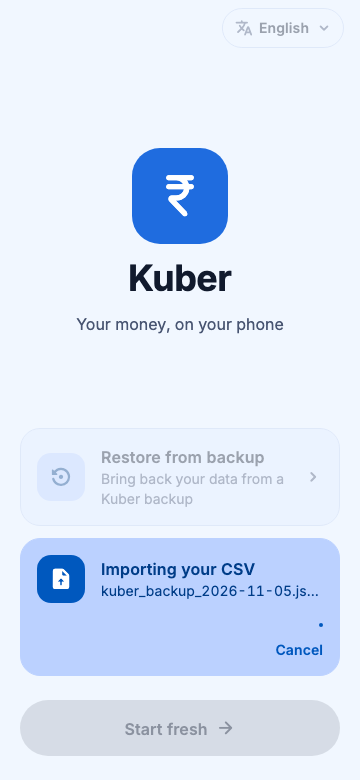 English
Kuber
Your money, on your phone
Restore from backup
Bring back your data from a
Kuber backup
Importing your CSV
kuber_backup_2026-11-05.js...
Cancel
Start fresh